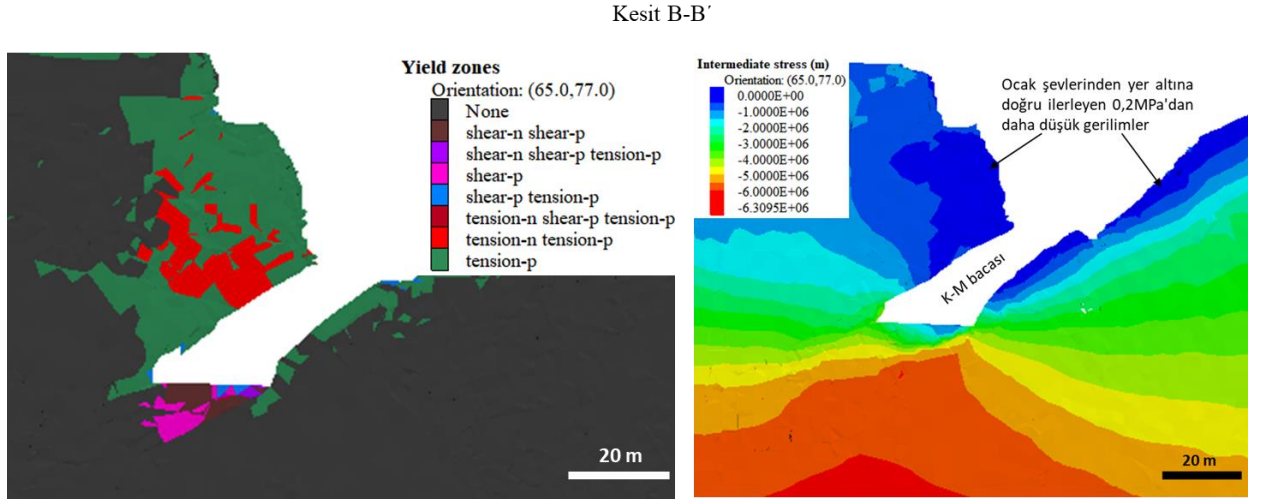 Kesit B-B´
Yield zones
Orientation: (65.0,77.0)
None
shear-n shear-p
shear-n shear-p tension-p
shear-p
shear-p tension-p
tension-n shear-p tension-p
tension-n tension-p
tension-p
20 m
Intermediate stress (m)
Orientation: (65.0,77.0)
0.0000E+00
-1.0000E+06
-2.0000E+06
-3.0000E+06
-4.0000E+06
-5.0000E+06
-6.0000E+06
-6.3095E+06
Ocak şevlerinden yer altına
doğru ilerleyen 0,2MPa'dan
daha düşük gerilimler
K-M bacası
20 m